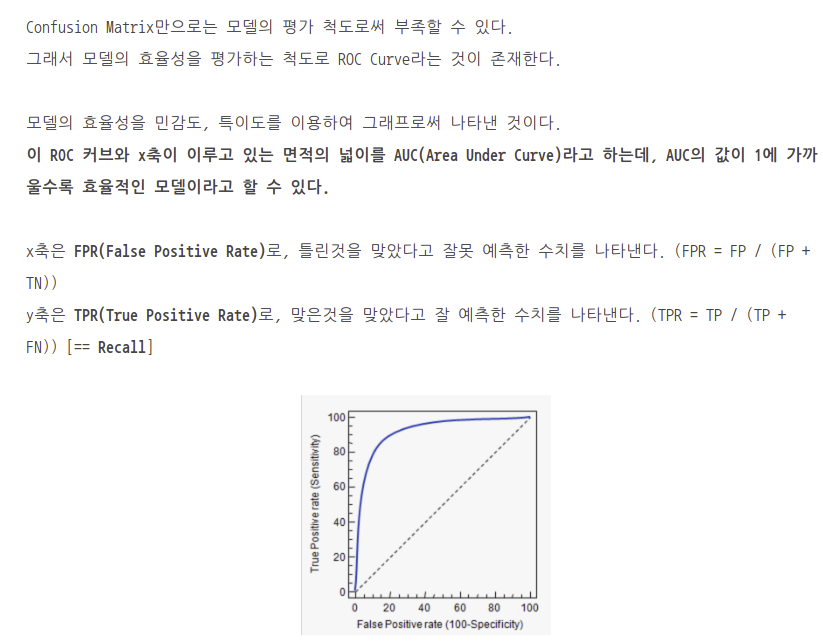 Confusion Matrix만으로는 모델의 평가 척도로써 부족할 수 있다.
그래서 모델의 효율성을 평가하는 척도로 ROC Curve라는 것이 존재한다.
모델의 효율성을 민감도, 특이도를 이용하여 그래프로써 나타낸 것이다.
이 ROC 커브와 x축이 이루고 있는 면적의 넓이를 AUC(Area Under Curve)라고 하는데, AUC의 값이 1에 가까
울수록 효율적인 모델이라고 할 수 있다.
x축은 FPR(False Positive Rate)로, 틀린것을 맞았다고 잘못 예측한 수치를 나타낸다. (FPR = FP / (FP +
TN))
y축은 TPR(True Positive Rate)로, 맞은것을 맞았다고 잘 예측한 수치를 나타낸다. (TPR = TP / (TP +
FN)) [== Recall]
True Positive rate (Sensitivity)
100
80
60
40
20
0
0 20 40 60 80 100
False Positive rate (100-Specificity)